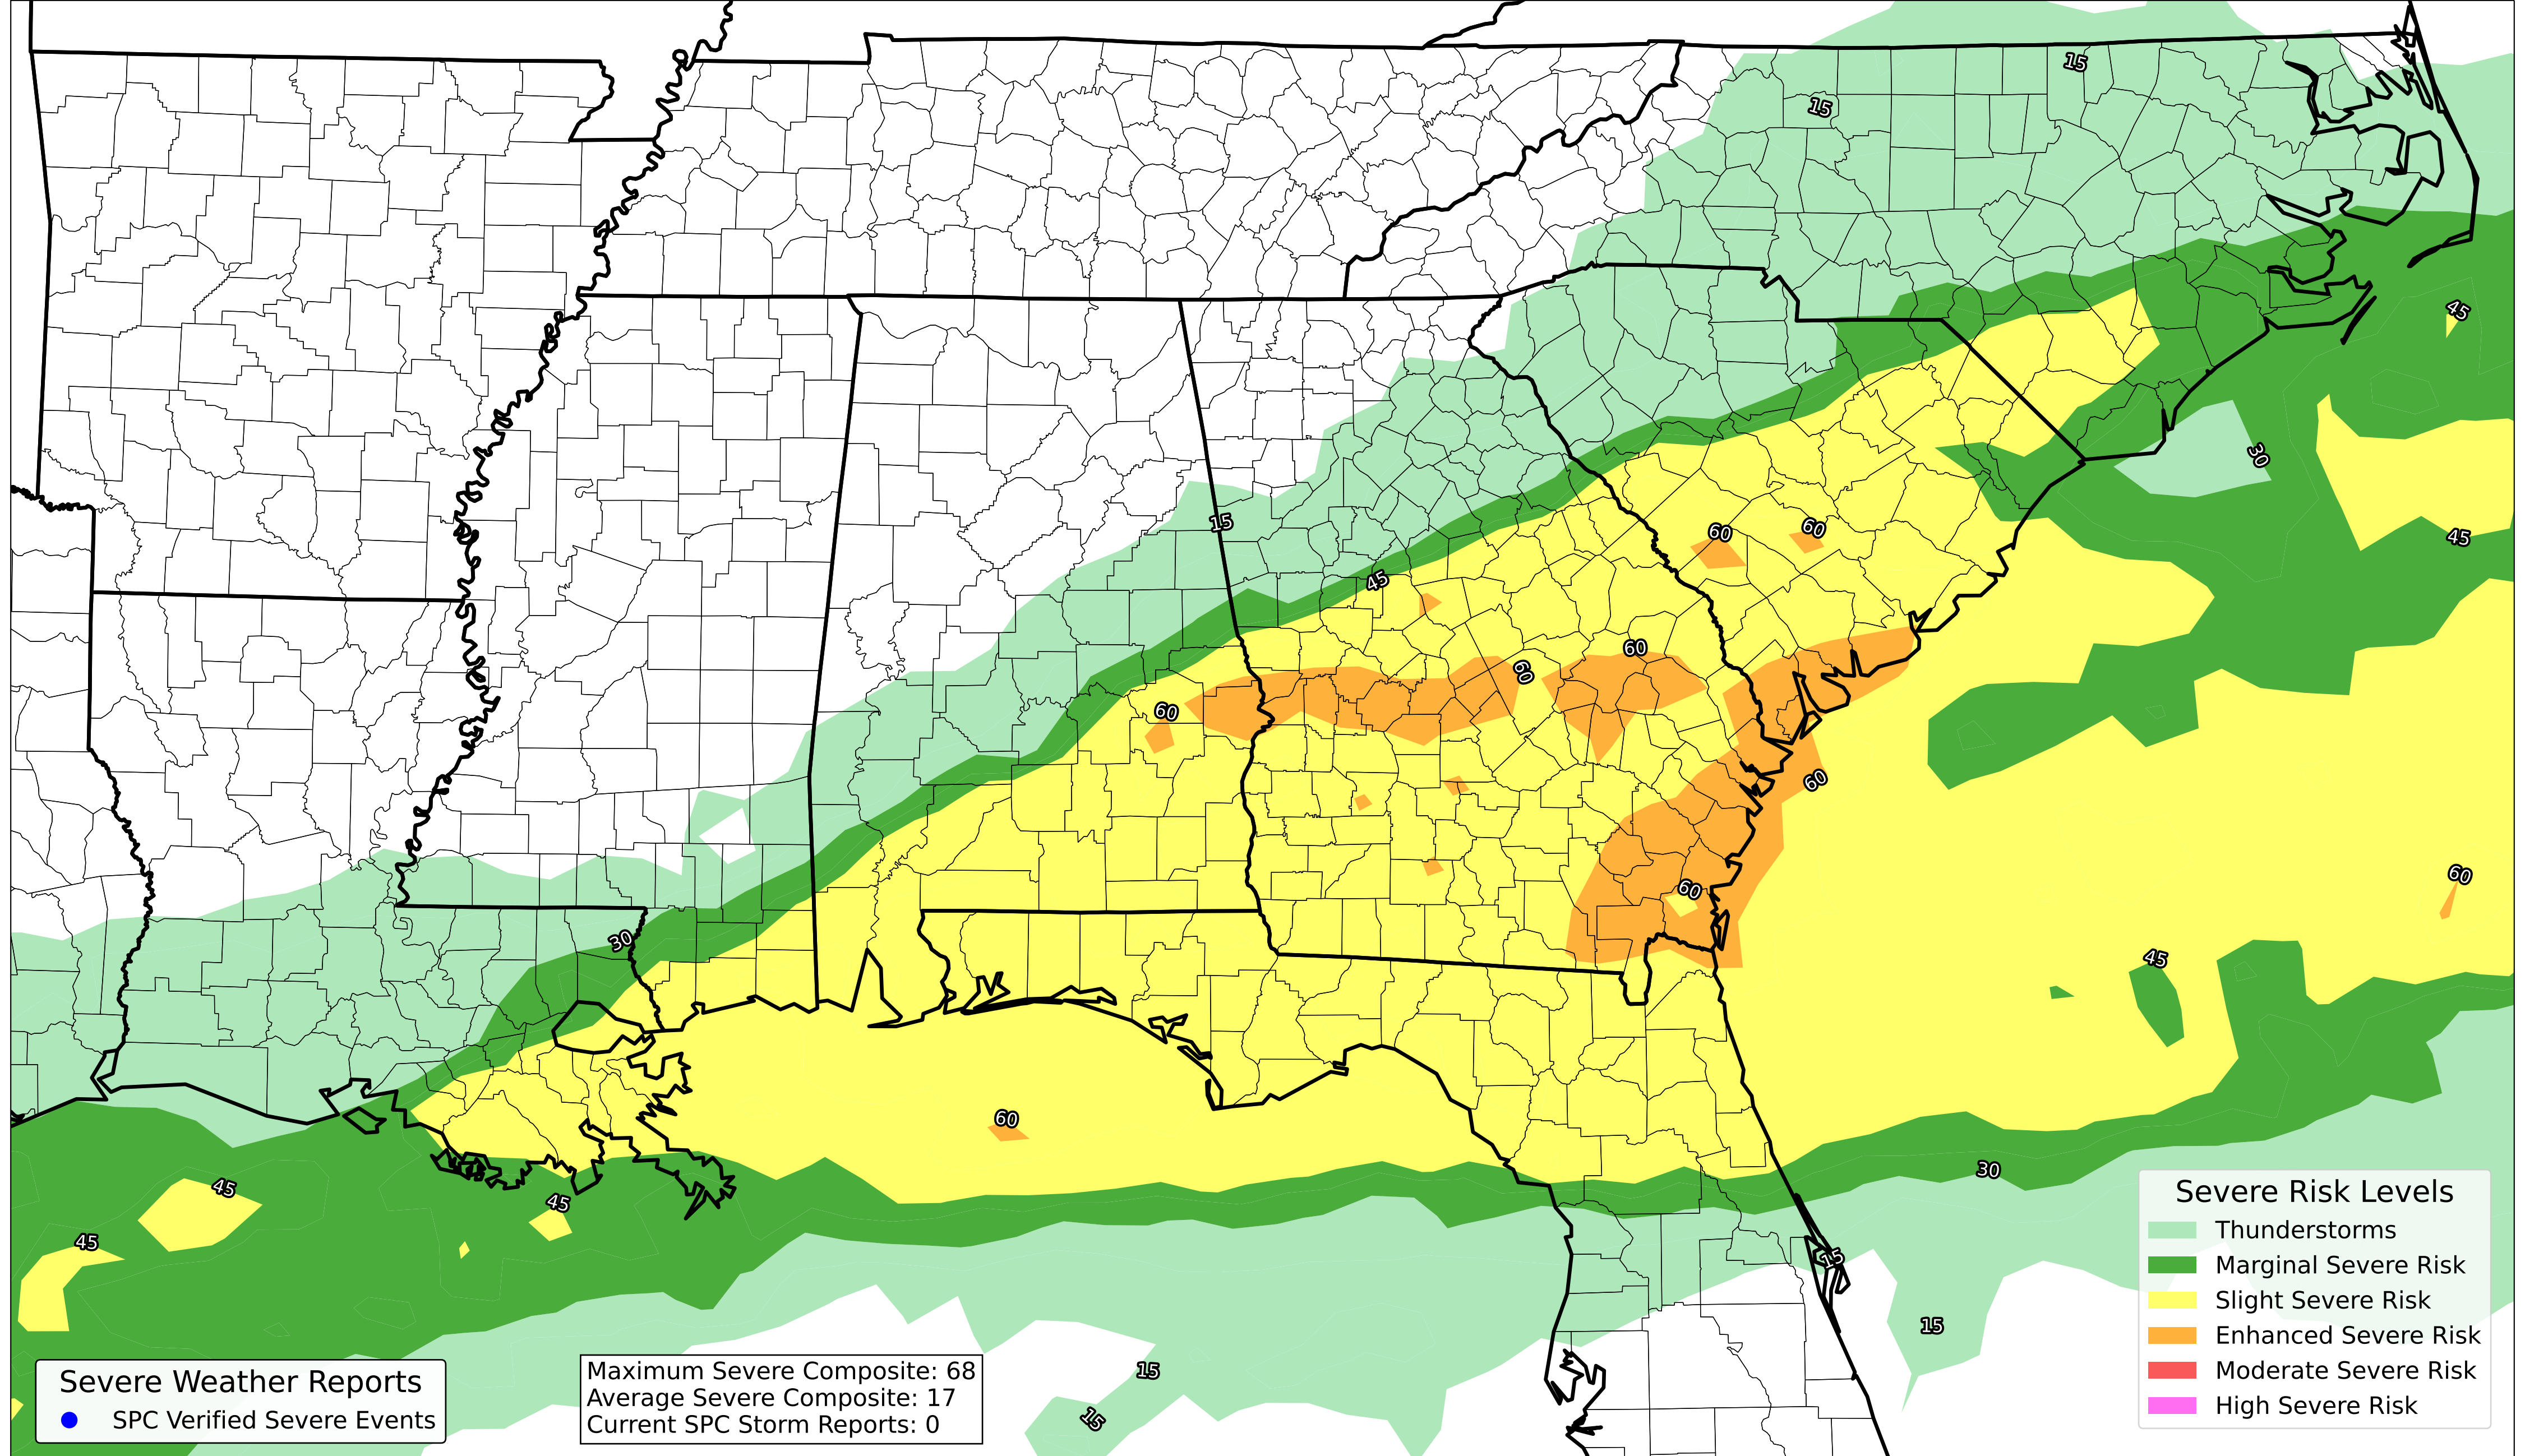 15
15
45
15
30
60
60
45
45
60
60
60
60
60
60
45
30
60
45
45
45
30
15
15
15
15
Severe Risk Levels
Thunderstorms
Marginal Severe Risk
Slight Severe Risk
Enhanced Severe Risk
Moderate Severe Risk
High Severe Risk
Severe Weather Reports
SPC Verified Severe Events
Maximum Severe Composite: 68
Average Severe Composite: 17
Current SPC Storm Reports: 0